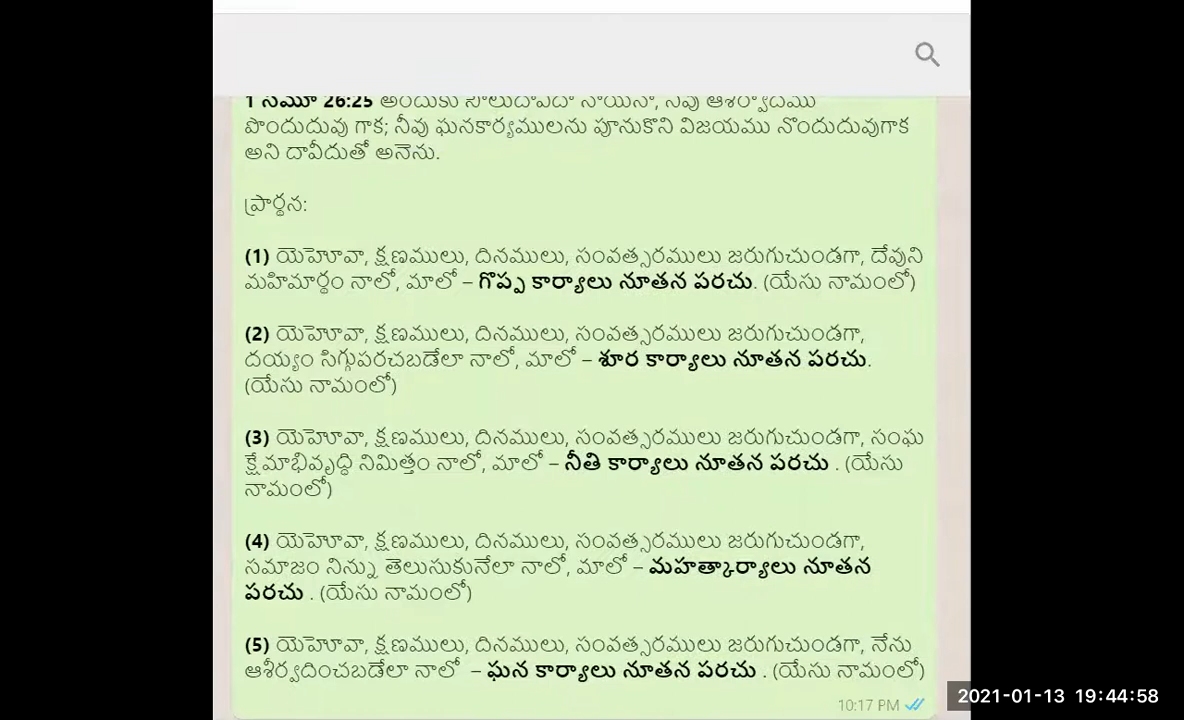 1 సమూ 26:25 అందుకు సౌలుదావీదా నాయనా, నీవు ఆశీర్వాదము
పొందుదువు గాక; నీవు ఘనకార్యములను పూనుకొని విజయము నొందుదువుగాక
అని దావీదుతో అనెను.
ప్రార్థన:
(1) యెహోవా, క్షణములు, దినములు, సంవత్సరములు జరుగుచుండగా, దేవుని
మహిమార్థం నాలో, మాలో – గొప్ప కార్యాలు నూతన పరచు. (యేసు నామంలో)
(2) యెహోవా, క్షణములు, దినములు, సంవత్సరములు జరుగుచుండగా,
దయ్యం సిగ్గుపరచబడేలా నాలో, మాలో – శూర కార్యాలు నూతన పరచు.
(యేసు నామంలో)
(3) యెహోవా, క్షణములు, దినములు, సంవత్సరములు జరుగుచుండగా, సంఘ
క్షేమాభివృద్ధి నిమిత్తం నాలో, మాలో – నీతి కార్యాలు నూతన పరచు . (యేసు
నామంలో)
(4) యెహోవా, క్షణములు, దినములు, సంవత్సరములు జరుగుచుండగా,
సమాజం నిన్ను తెలుసుకునేలా నాలో, మాలో – మహత్కార్యాలు నూతన
పరచు . (యేసు నామంలో)
(5) యెహోవా, క్షణములు, దినములు, సంవత్సరములు జరుగుచుండగా, నేను
ఆశీర్వదించబడేలా నాలో – ఘన కార్యాలు నూతన పరచు . (యేసు నామంలో)
10:17 PM
2021-01-13 19:44:58